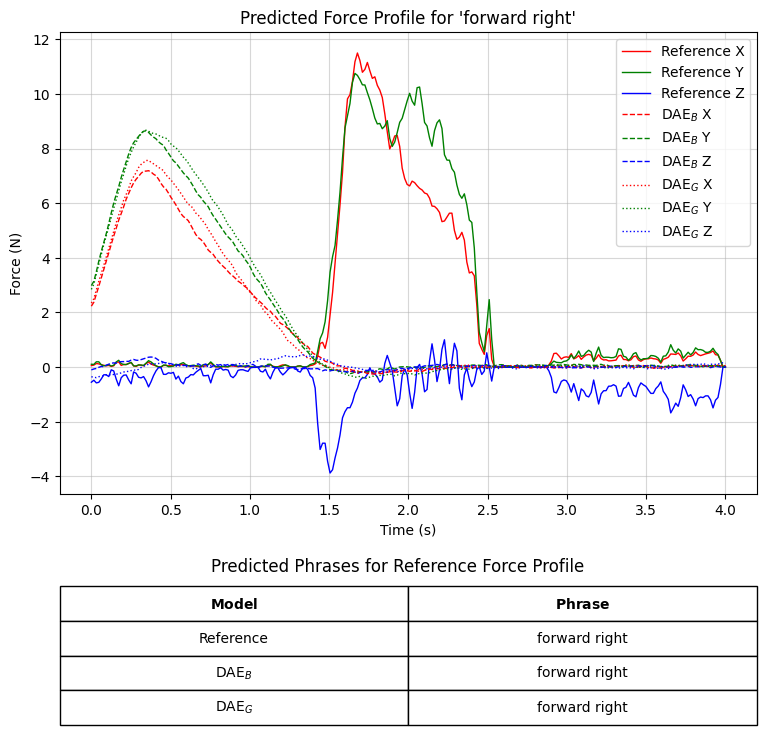 Predicted Force Profile for 'forward right'
12
10
8
6
4
2
0
−2
−4
Force (N)
Reference X
Reference Y
Reference Z
DAE_B X
DAE_B Y
DAE_B Z
DAE_G X
DAE_G Y
DAE_G Z
0.0 0.5 1.0 1.5 2.0 2.5 3.0 3.5 4.0
Time (s)
Predicted Phrases for Reference Force Profile
Model Phrase
Reference forward right
DAE_B forward right
DAE_G forward right